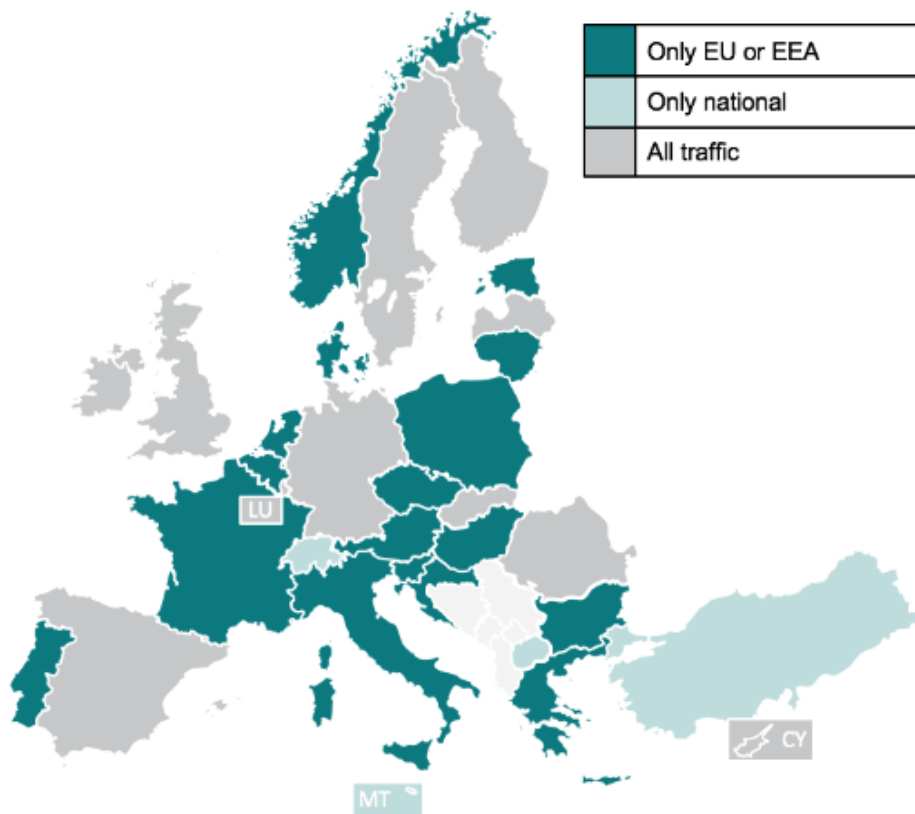 Only EU or EEA
Only national
All traffic
LU
CY
MT